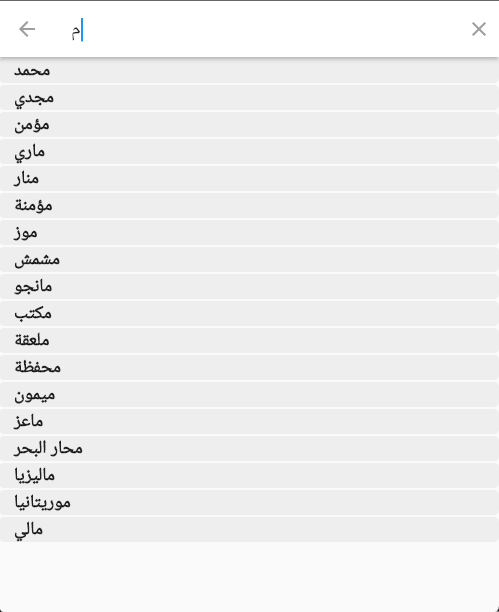 م
محمد
مجدي
مؤمن
ماري
منار
مؤمنة
موز
مشمش
مانجو
مكتب
ملعقة
محفظة
ميمون
ماعز
محار البحر
ماليزيا
موريتانيا
مالي